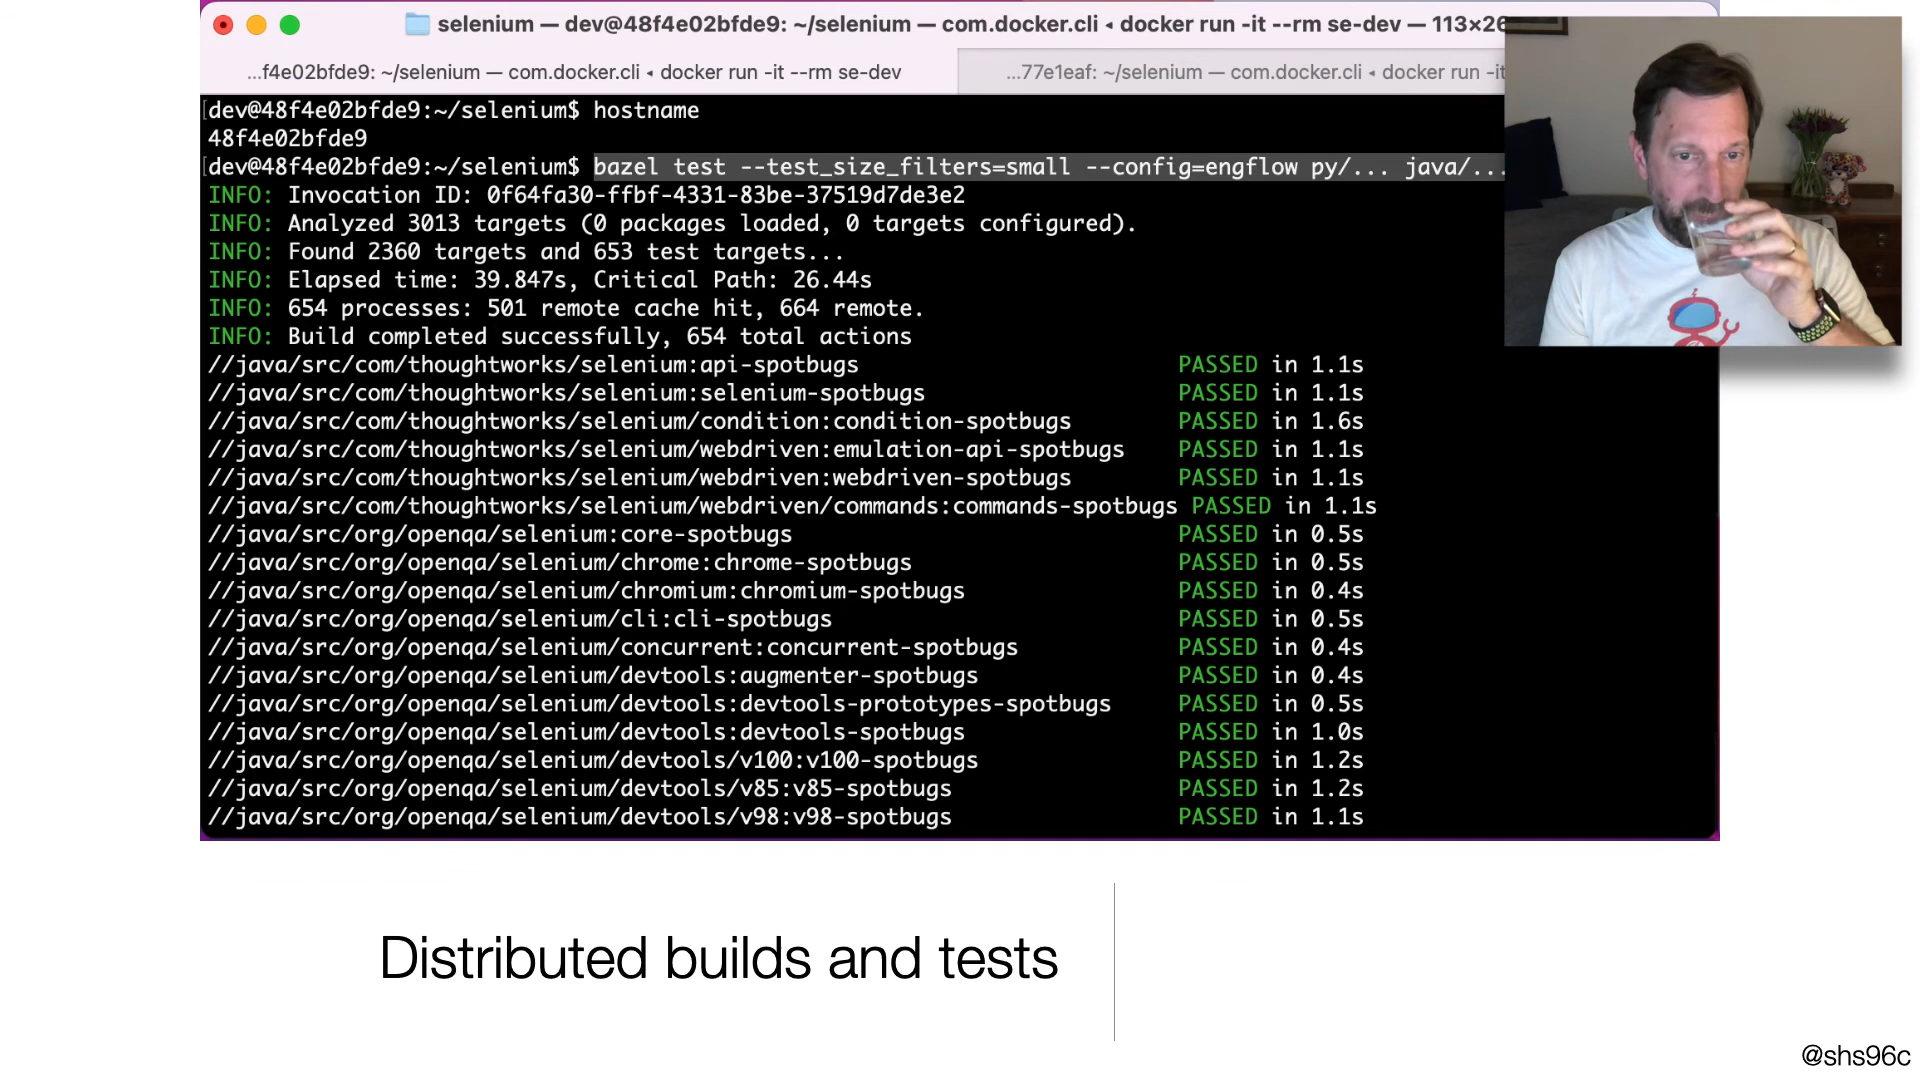 selenium — dev@48f4e02bfde9: ~/selenium — com.docker.cli ◂ docker run -it --rm se-dev — 113×26
...f4e02bfde9: ~/selenium — com.docker.cli ◂ docker run -it --rm se-dev
...77e1eaf: ~/selenium — com.docker.cli ◂ docker run -it
[dev@48f4e02bfde9:~/selenium$ hostname
48f4e02bfde9
[dev@48f4e02bfde9:~/selenium$ bazel test --test_size_filters=small --config=engflow py/... java/...
INFO: Invocation ID: 0f64fa30-ffbf-4331-83be-37519d7de3e2
INFO: Analyzed 3013 targets (0 packages loaded, 0 targets configured).
INFO: Found 2360 targets and 653 test targets...
INFO: Elapsed time: 39.847s, Critical Path: 26.44s
INFO: 654 processes: 501 remote cache hit, 664 remote.
INFO: Build completed successfully, 654 total actions
//java/src/com/thoughtworks/selenium:api-spotbugs PASSED in 1.1s
//java/src/com/thoughtworks/selenium:selenium-spotbugs PASSED in 1.1s
//java/src/com/thoughtworks/selenium/condition:condition-spotbugs PASSED in 1.6s
//java/src/com/thoughtworks/selenium/webdriven:emulation-api-spotbugs PASSED in 1.1s
//java/src/com/thoughtworks/selenium/webdriven:webdriven-spotbugs PASSED in 1.1s
//java/src/com/thoughtworks/selenium/webdriven/commands:commands-spotbugs PASSED in 1.1s
//java/src/org/openqa/selenium:core-spotbugs PASSED in 0.5s
//java/src/org/openqa/selenium/chrome:chrome-spotbugs PASSED in 0.5s
//java/src/org/openqa/selenium/chromium:chromium-spotbugs PASSED in 0.4s
//java/src/org/openqa/selenium/cli:cli-spotbugs PASSED in 0.5s
//java/src/org/openqa/selenium/concurrent:concurrent-spotbugs PASSED in 0.4s
//java/src/org/openqa/selenium/devtools:augmenter-spotbugs PASSED in 0.4s
//java/src/org/openqa/selenium/devtools:devtools-prototypes-spotbugs PASSED in 0.5s
//java/src/org/openqa/selenium/devtools:devtools-spotbugs PASSED in 1.0s
//java/src/org/openqa/selenium/devtools/v100:v100-spotbugs PASSED in 1.2s
//java/src/org/openqa/selenium/devtools/v85:v85-spotbugs PASSED in 1.2s
//java/src/org/openqa/selenium/devtools/v98:v98-spotbugs PASSED in 1.1s
Distributed builds and tests
@shs96c